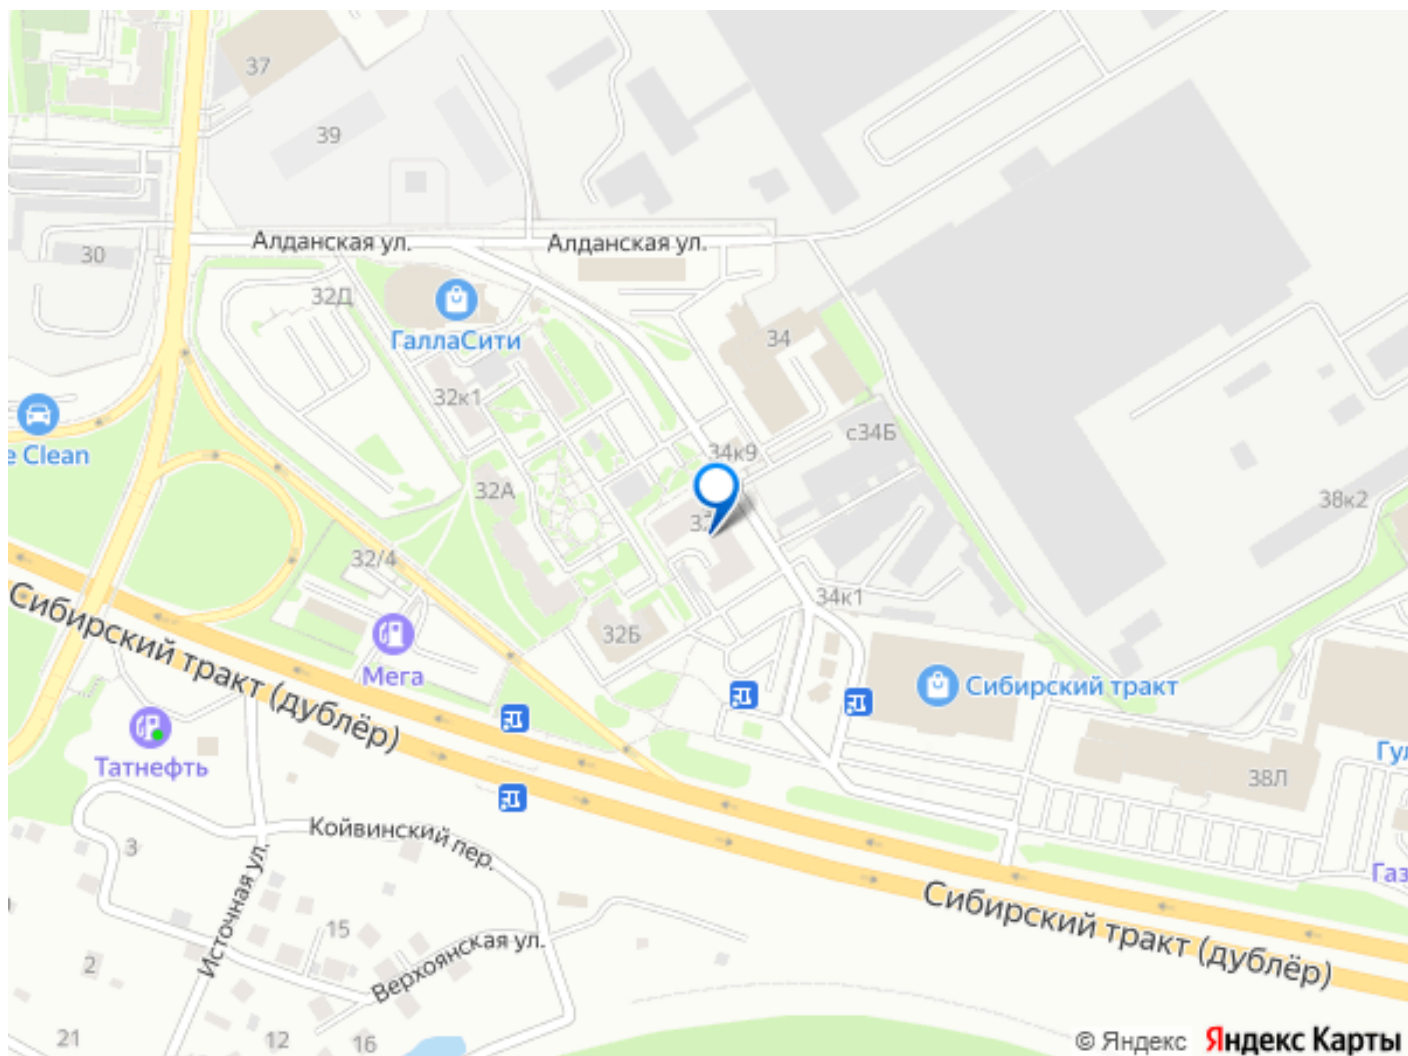 37
39
Алданская ул.
Алданская ул.
30
32Д
ГаллаСити
34
32к1
с34Б
34к9
e Clean
32А
38к2
32/4
34к1
32Б
Мега
Сибирский тракт
Сибирский тракт (дублёр)
Татнефть
38Л
Гул
Койвинский пер.
3
Газ
Источная ул.
Сибирский тракт (дублёр)
15
Верхоянская ул.
2
21
12
16
© Яндекс Яндекс Карты